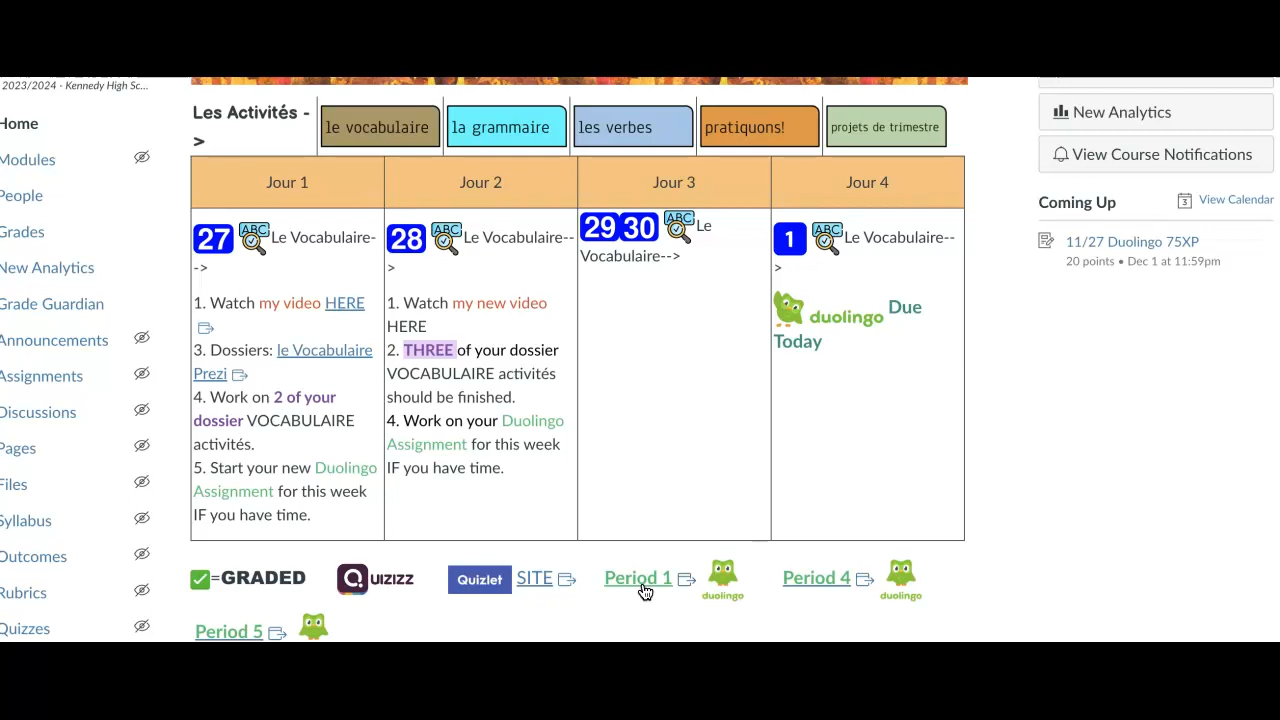 2023/2024 - Kennedy High Sc...
Home
Modules
People
Grades
New Analytics
Grade Guardian
Announcements
Assignments
Discussions
Pages
Files
Syllabus
Outcomes
Rubrics
Quizzes
Les Activités -
>
le vocabulaire
la grammaire
les verbes
pratiquons!
projets de trimestre
Jour 1
Jour 2
Jour 3
Jour 4
27 ABC Le Vocabulaire-
->
1. Watch my video HERE
3. Dossiers: le Vocabulaire
Prezi
4. Work on 2 of your
dossier VOCABULAIRE
activités.
5. Start your new Duolingo
Assignment for this week
IF you have time.
28 ABC Le Vocabulaire--
>
1. Watch my new video
HERE
2. THREE of your dossier
VOCABULAIRE activités
should be finished.
4. Work on your Duolingo
Assignment for this week
IF you have time.
29 30 ABC Le
Vocabulaire-->
1 ABC Le Vocabulaire--
>
duolingo Due
Today
=GRADED
QUIZIZZ
Quizlet SITE
Period 1 duolingo
Period 4 duolingo
Period 5
New Analytics
View Course Notifications
Coming Up
3 View Calendar
11/27 Duolingo 75XP
20 points • Dec 1 at 11:59pm